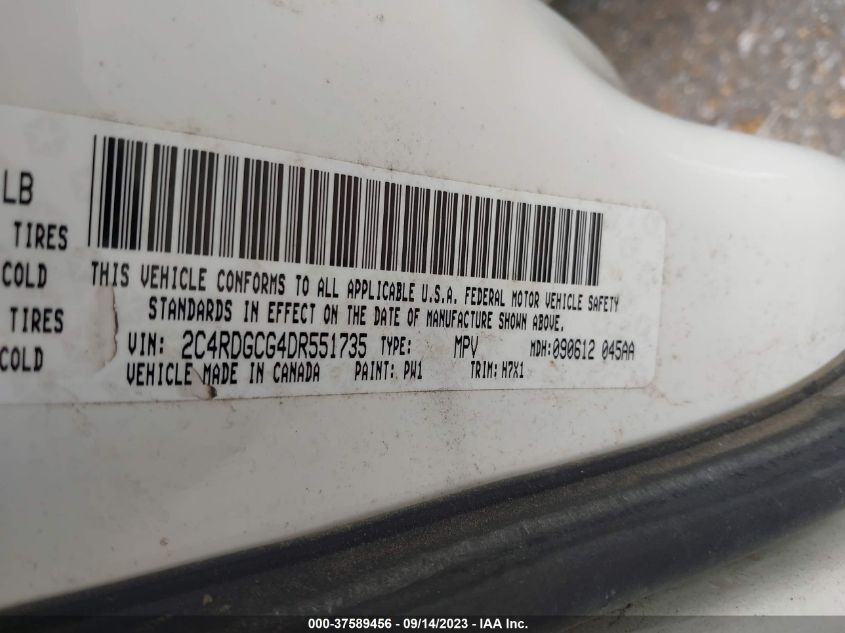 LB
TIRES
COLD
TIRES
COLD
THIS VEHICLE CONFORMS TO ALL APPLICABLE U.S.A. FEDERAL MOTOR VEHICLE SAFETY
STANDARDS IN EFFECT ON THE DATE OF MANUFACTURE SHOWN ABOVE.
VIN: 2C4RDGCG4DR551735 TYPE: MPV MDH:090612 045AA
VEHICLE MADE IN CANADA PAINT: PW1 TRIM: H7X1
000-37589456 - 09/14/2023 - IAA Inc.